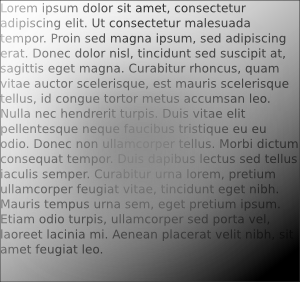 Lorem ipsum dolor sit amet, consectetur
adipiscing elit. Ut consectetur malesuada
tempor. Proin sed magna ipsum, sed adipiscing
erat. Donec dolor nisl, tincidunt sed suscipit at,
sagittis eget magna. Curabitur rhoncus, quam
vitae auctor scelerisque, est mauris scelerisque
tellus, id congue tortor metus accumsan leo.
Nulla nec hendrerit turpis. Duis vitae elit
pellentesque neque faucibus tristique eu eu
odio. Donec non ullamcorper tellus. Morbi dictum
consequat tempor. Duis dapibus lectus sed tellus
iaculis semper. Curabitur urna lorem, pretium
ullamcorper feugiat vitae, tincidunt eget nibh.
Mauris tempus urna sem, eget pretium ipsum.
Etiam odio turpis, ullamcorper sed porta vel,
laoreet lacinia mi. Aenean placerat velit nibh, sit
amet feugiat leo.